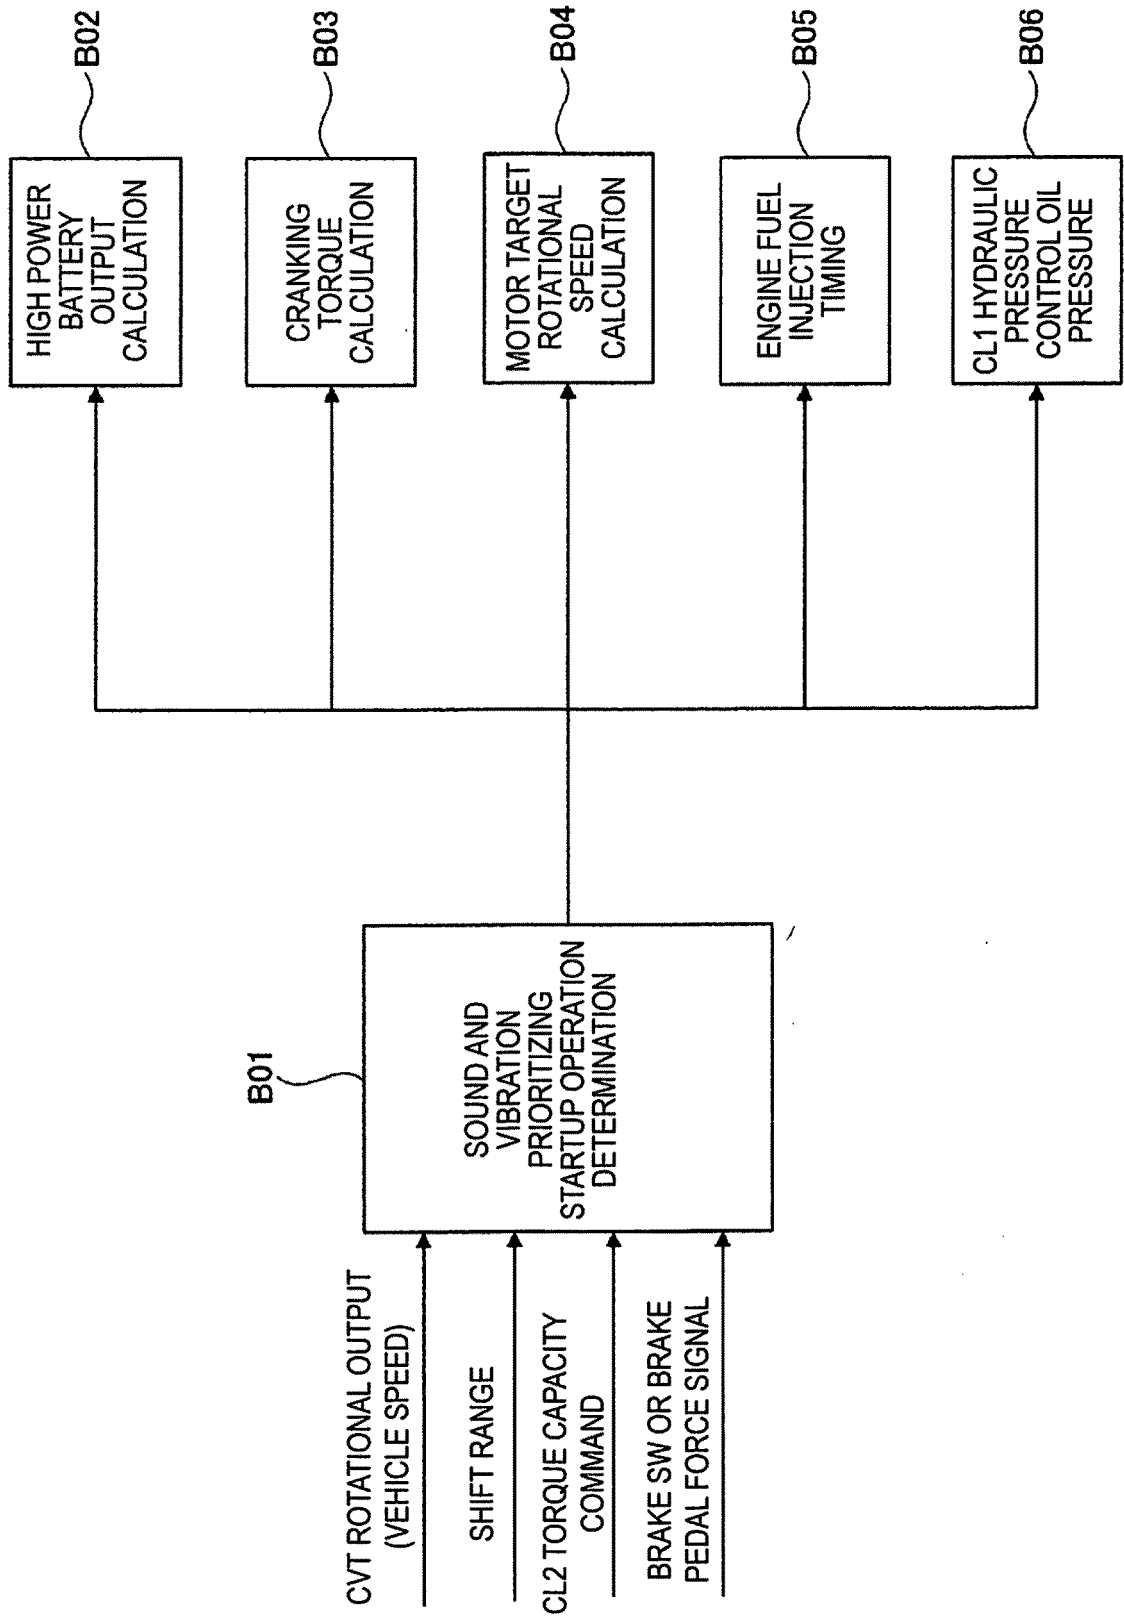 CVT ROTATIONAL OUTPUT
(VEHICLE SPEED)
SHIFT RANGE
CL2 TORQUE CAPACITY
COMMAND
BRAKE SW OR BRAKE
PEDAL FORCE SIGNAL
B01
SOUND AND
VIBRATION
PRIORITIZING
STARTUP OPERATION
DETERMINATION
HIGH POWER
BATTERY
OUTPUT
CALCULATION
B02
CRANKING
TORQUE
CALCULATION
B03
MOTOR TARGET
ROTATIONAL
SPEED
CALCULATION
B04
ENGINE FUEL
INJECTION
TIMING
B05
CL1 HYDRAULIC
PRESSURE
CONTROL OIL
PRESSURE
B06